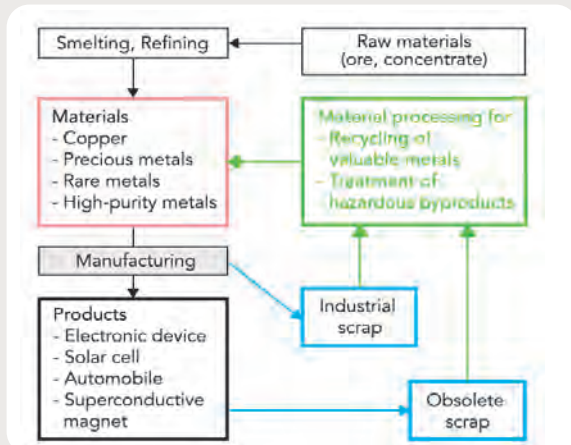 Smelting, Refining
Raw materials
(ore, concentrate)
Materials
- Copper
- Precious metals
- Rare metals
- High-purity metals
Material processing for
- Recycling of
valuable metals
- Treatment of
hazardous byproducts
Manufacturing
Industrial
scrap
Products
- Electronic device
- Solar cell
- Automobile
- Superconductive
magnet
Obsolete
scrap